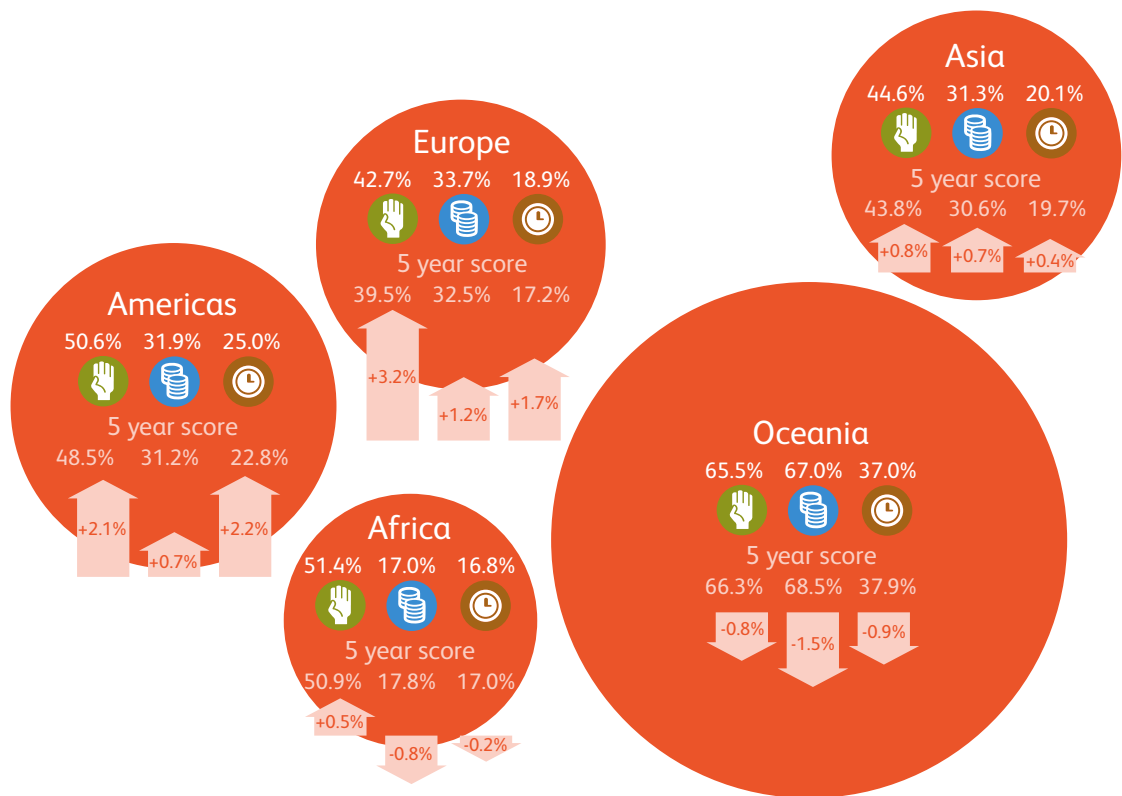 Asia
44.6% 31.3% 20.1%
5 year score
43.8% 30.6% 19.7%
+0.8% +0.7% +0.4%
Europe
42.7% 33.7% 18.9%
5 year score
39.5% 32.5% 17.2%
+3.2% +1.2% +1.7%
Americas
50.6% 31.9% 25.0%
5 year score
48.5% 31.2% 22.8%
+2.1% +0.7% +2.2%
Oceania
65.5% 67.0% 37.0%
5 year score
66.3% 68.5% 37.9%
-0.8% -1.5% -0.9%
Africa
51.4% 17.0% 16.8%
5 year score
50.9% 17.8% 17.0%
+0.5% -0.8% -0.2%